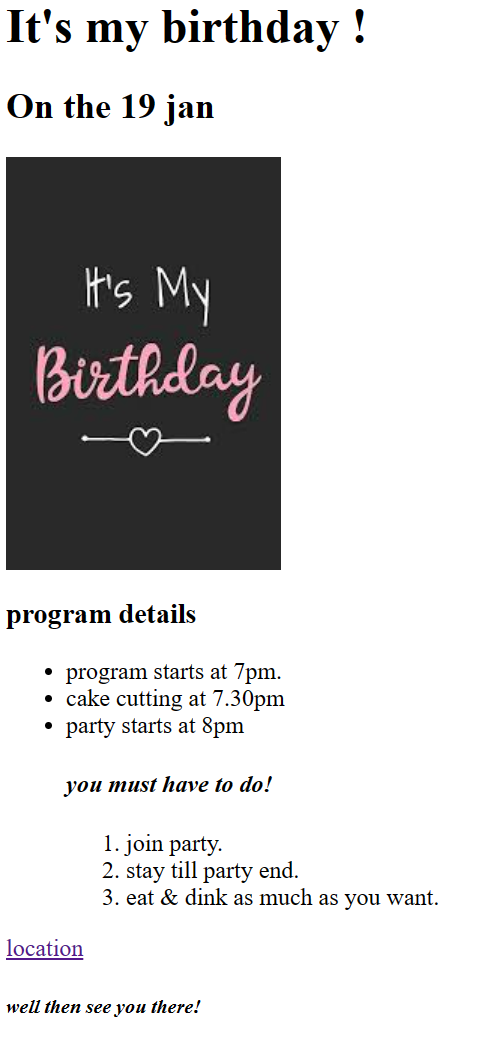 It's my birthday !
On the 19 jan
It's My
Birthday
program details
• program starts at 7pm.
• cake cutting at 7.30pm
• party starts at 8pm
you must have to do!
1. join party.
2. stay till party end.
3. eat & dink as much as you want.
location
well then see you there!